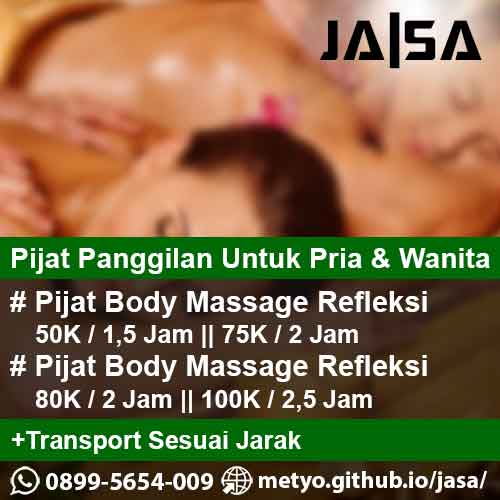 JA|SA
Pijat Panggilan Untuk Pria & Wanita
# Pijat Body Massage Refleksi
50K / 1,5 Jam || 75K / 2 Jam
# Pijat Body Massage Refleksi
80K / 2 Jam || 100K / 2,5 Jam
+Transport Sesuai Jarak
0899-5654-009 metyo.github.io/jasa/